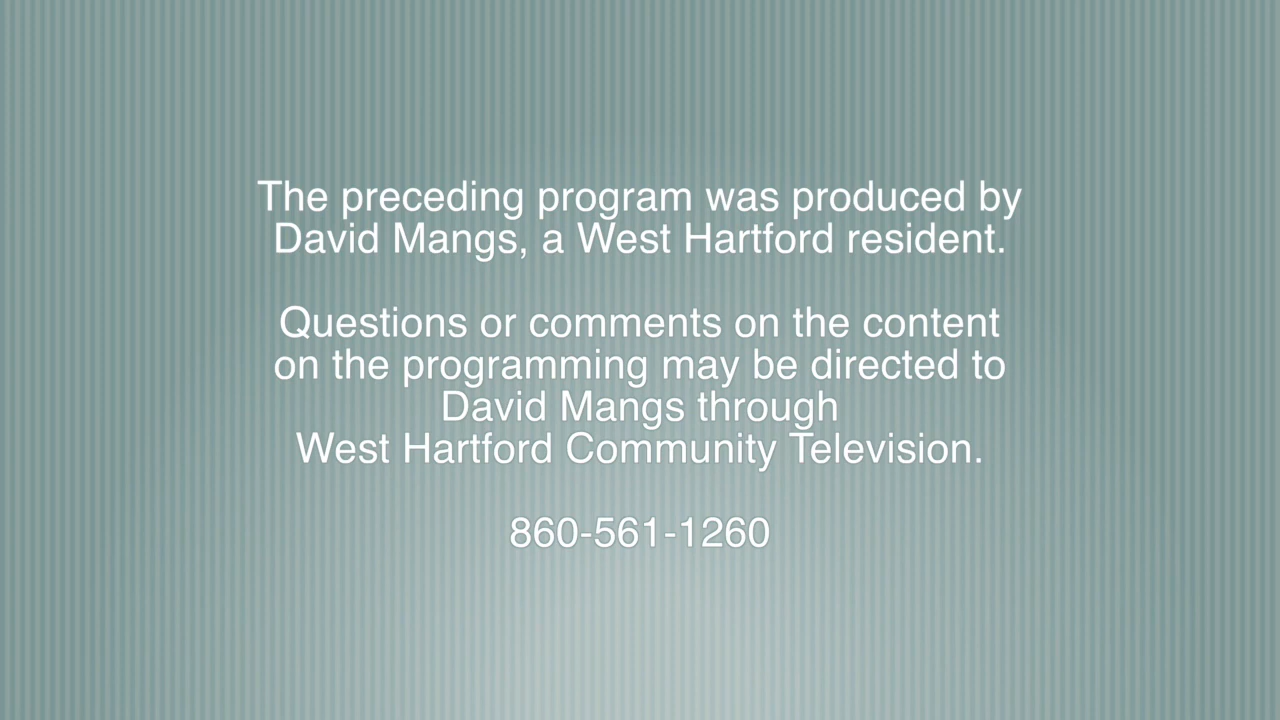 The preceding program was produced by
David Mangs, a West Hartford resident.
Questions or comments on the content
on the programming may be directed to
David Mangs through
West Hartford Community Television.
860-561-1260